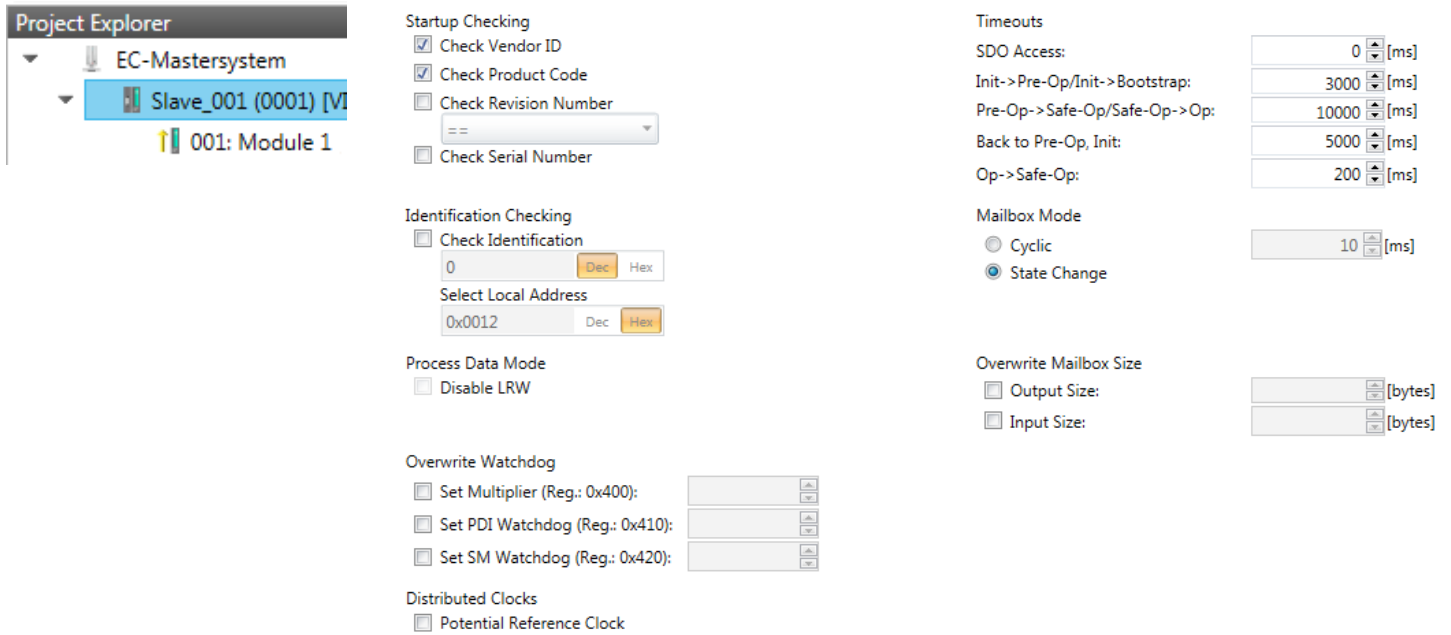 Project Explorer
EC-Mastersystem
Slave_001 (0001) [VI
001: Module 1
Startup Checking
Check Vendor ID
Check Product Code
Check Revision Number
==
Check Serial Number
Identification Checking
Check Identification
0 Dec Hex
Select Local Address
0x0012 Dec Hex
Process Data Mode
Disable LRW
Overwrite Watchdog
Set Multiplier (Reg.: 0x400):
Set PDI Watchdog (Reg.: 0x410):
Set SM Watchdog (Reg.: 0x420):
Distributed Clocks
Potential Reference Clock
Timeouts
SDO Access: 0 [ms]
Init->Pre-Op/Init->Bootstrap: 3000 [ms]
Pre-Op->Safe-Op/Safe-Op->Op: 10000 [ms]
Back to Pre-Op, Init: 5000 [ms]
Op->Safe-Op: 200 [ms]
Mailbox Mode
Cyclic 10 [ms]
State Change
Overwrite Mailbox Size
Output Size: [bytes]
Input Size: [bytes]